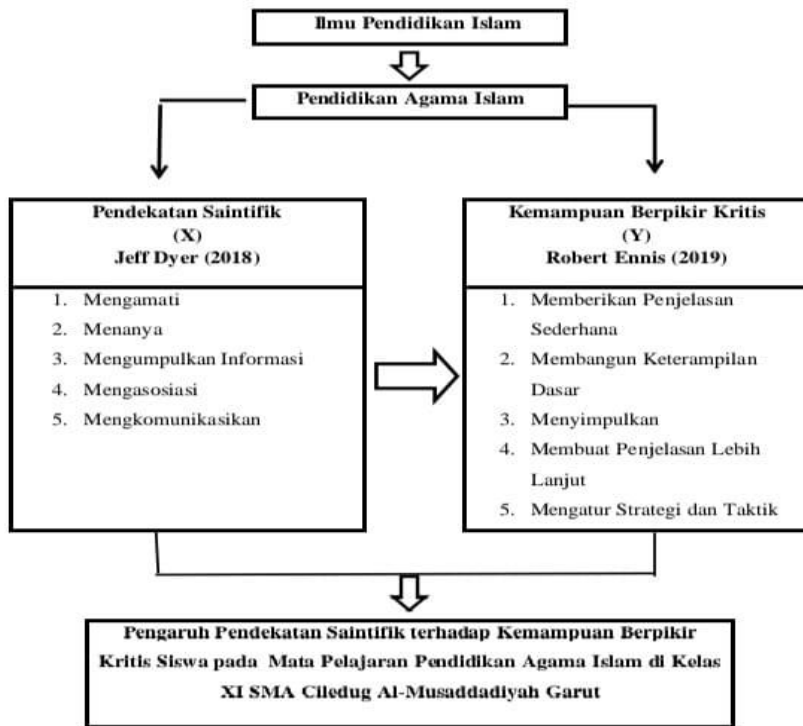 Ilmu Pendidikan Islam
Pendidikan Agama Islam
Pendekatan Saintifik
(X)
Jeff Dyer (2018)
1. Mengamati
2. Menanya
3. Mengumpulkan Informasi
4. Mengasosiasi
5. Mengkomunikasikan
Kemampuan Berpikir Kritis
(Y)
Robert Ennis (2019)
1. Memberikan Penjelasan
Sederhana
2. Membangun Keterampilan
Dasar
3. Menyimpulkan
4. Membuat Penjelasan Lebih
Lanjut
5. Mengatur Strategi dan Taktik
Pengaruh Pendekatan Saintifik terhadap Kemampuan Berpikir
Kritis Siswa pada Mata Pelajaran Pendidikan Agama Islam di Kelas
XI SMA Ciledug Al-Musaddadiyah Garut